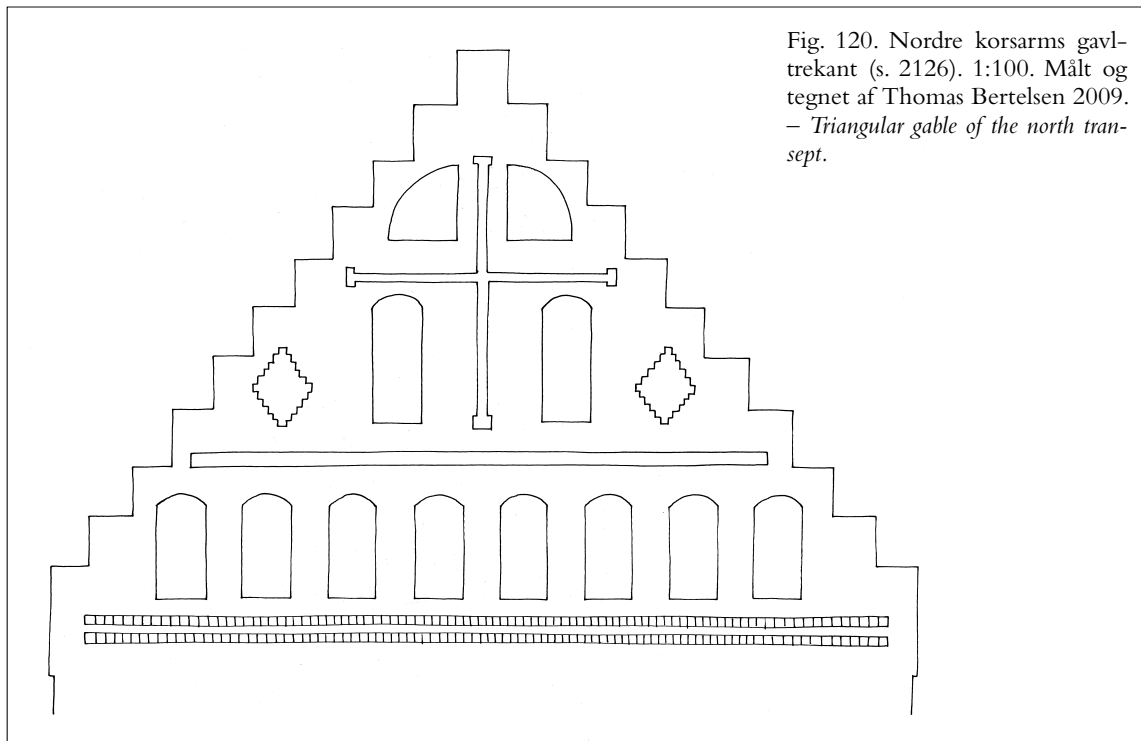 Fig. 120. Nordre korsarms gavl-
trekant (s. 2126). 1:100. Målt og
tegnet af Thomas Bertelsen 2009.
– Triangular gable of the north tran-
sept.